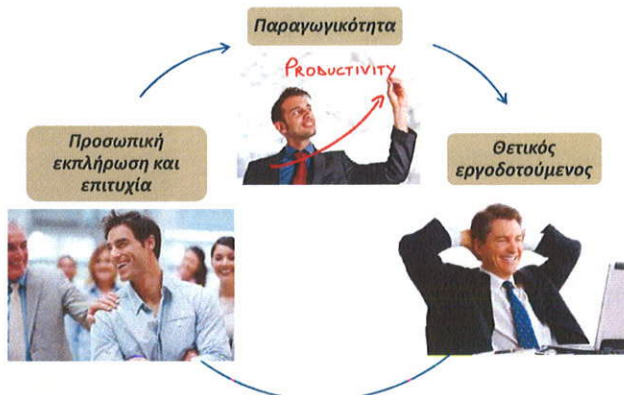 Παραγωγικότητα
PRODUCTIVITY
Προσωπική
εκπλήρωση και
επιτυχία
Θετικός
εργοδοτούμενος